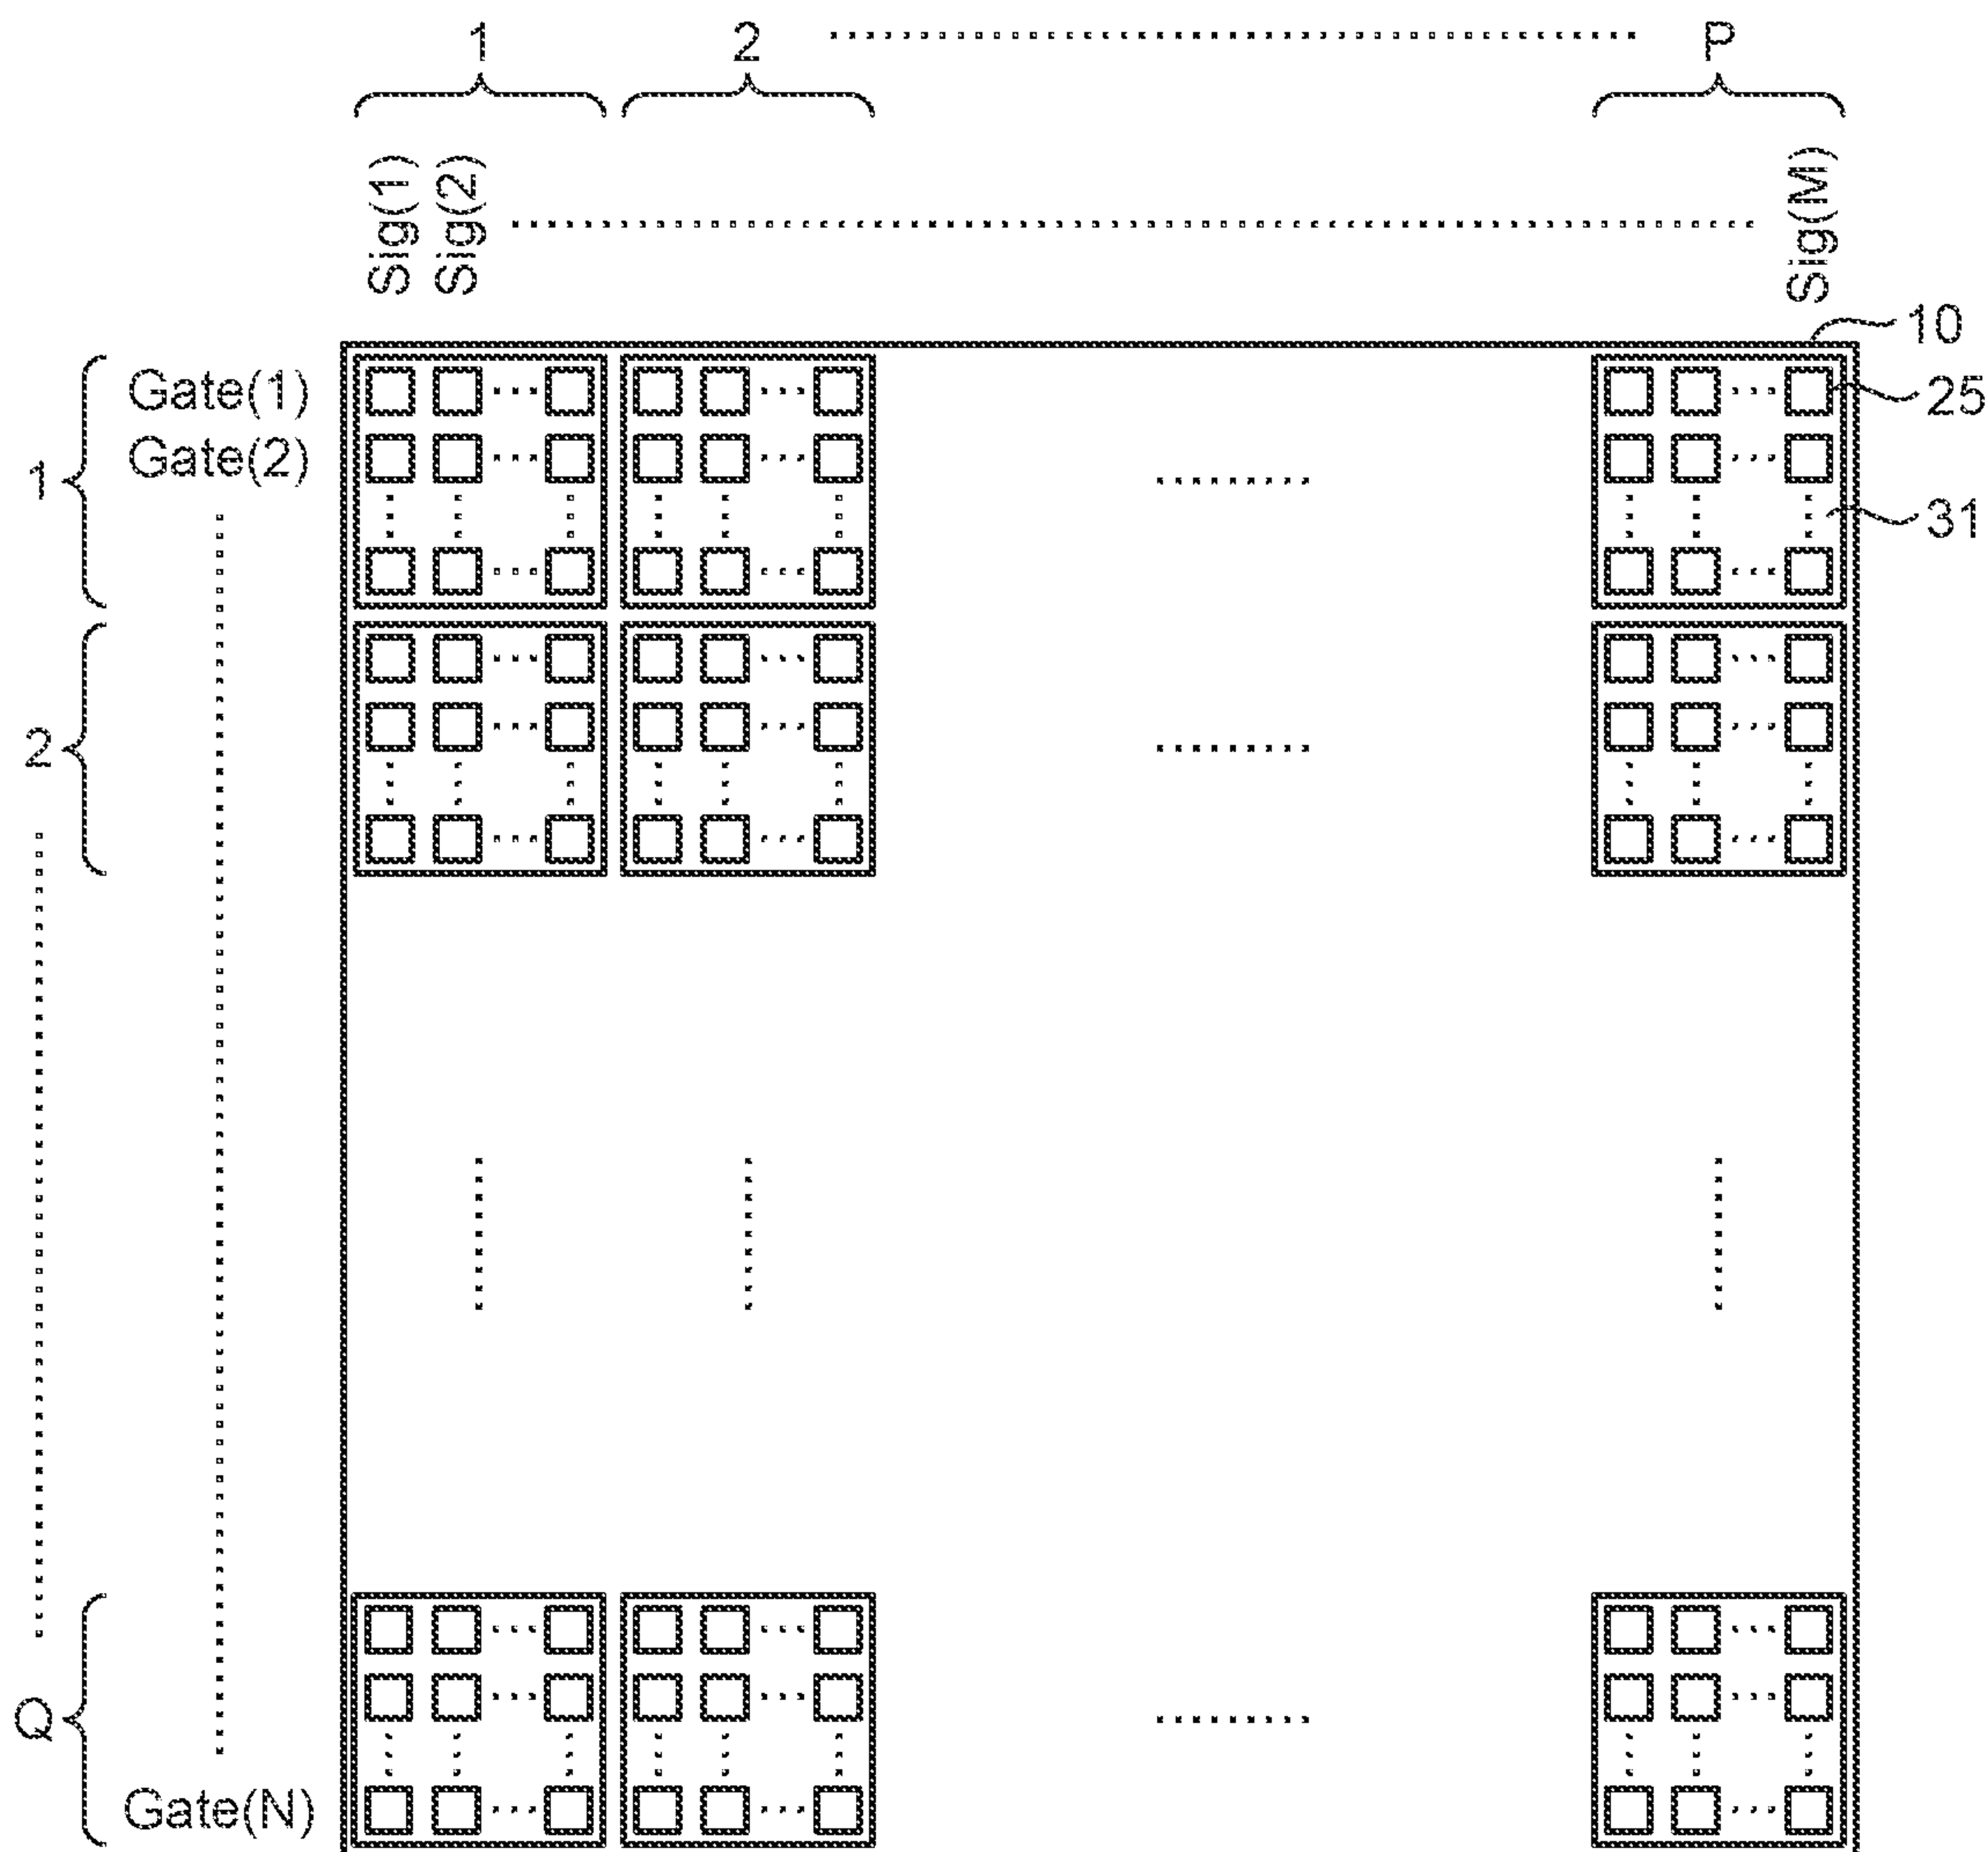 1 2 P
Sig(1)
Sig(2)
Sig(M)
10
Gate(1)
25
Gate(2)
1
31
2
Q
Gate(N)